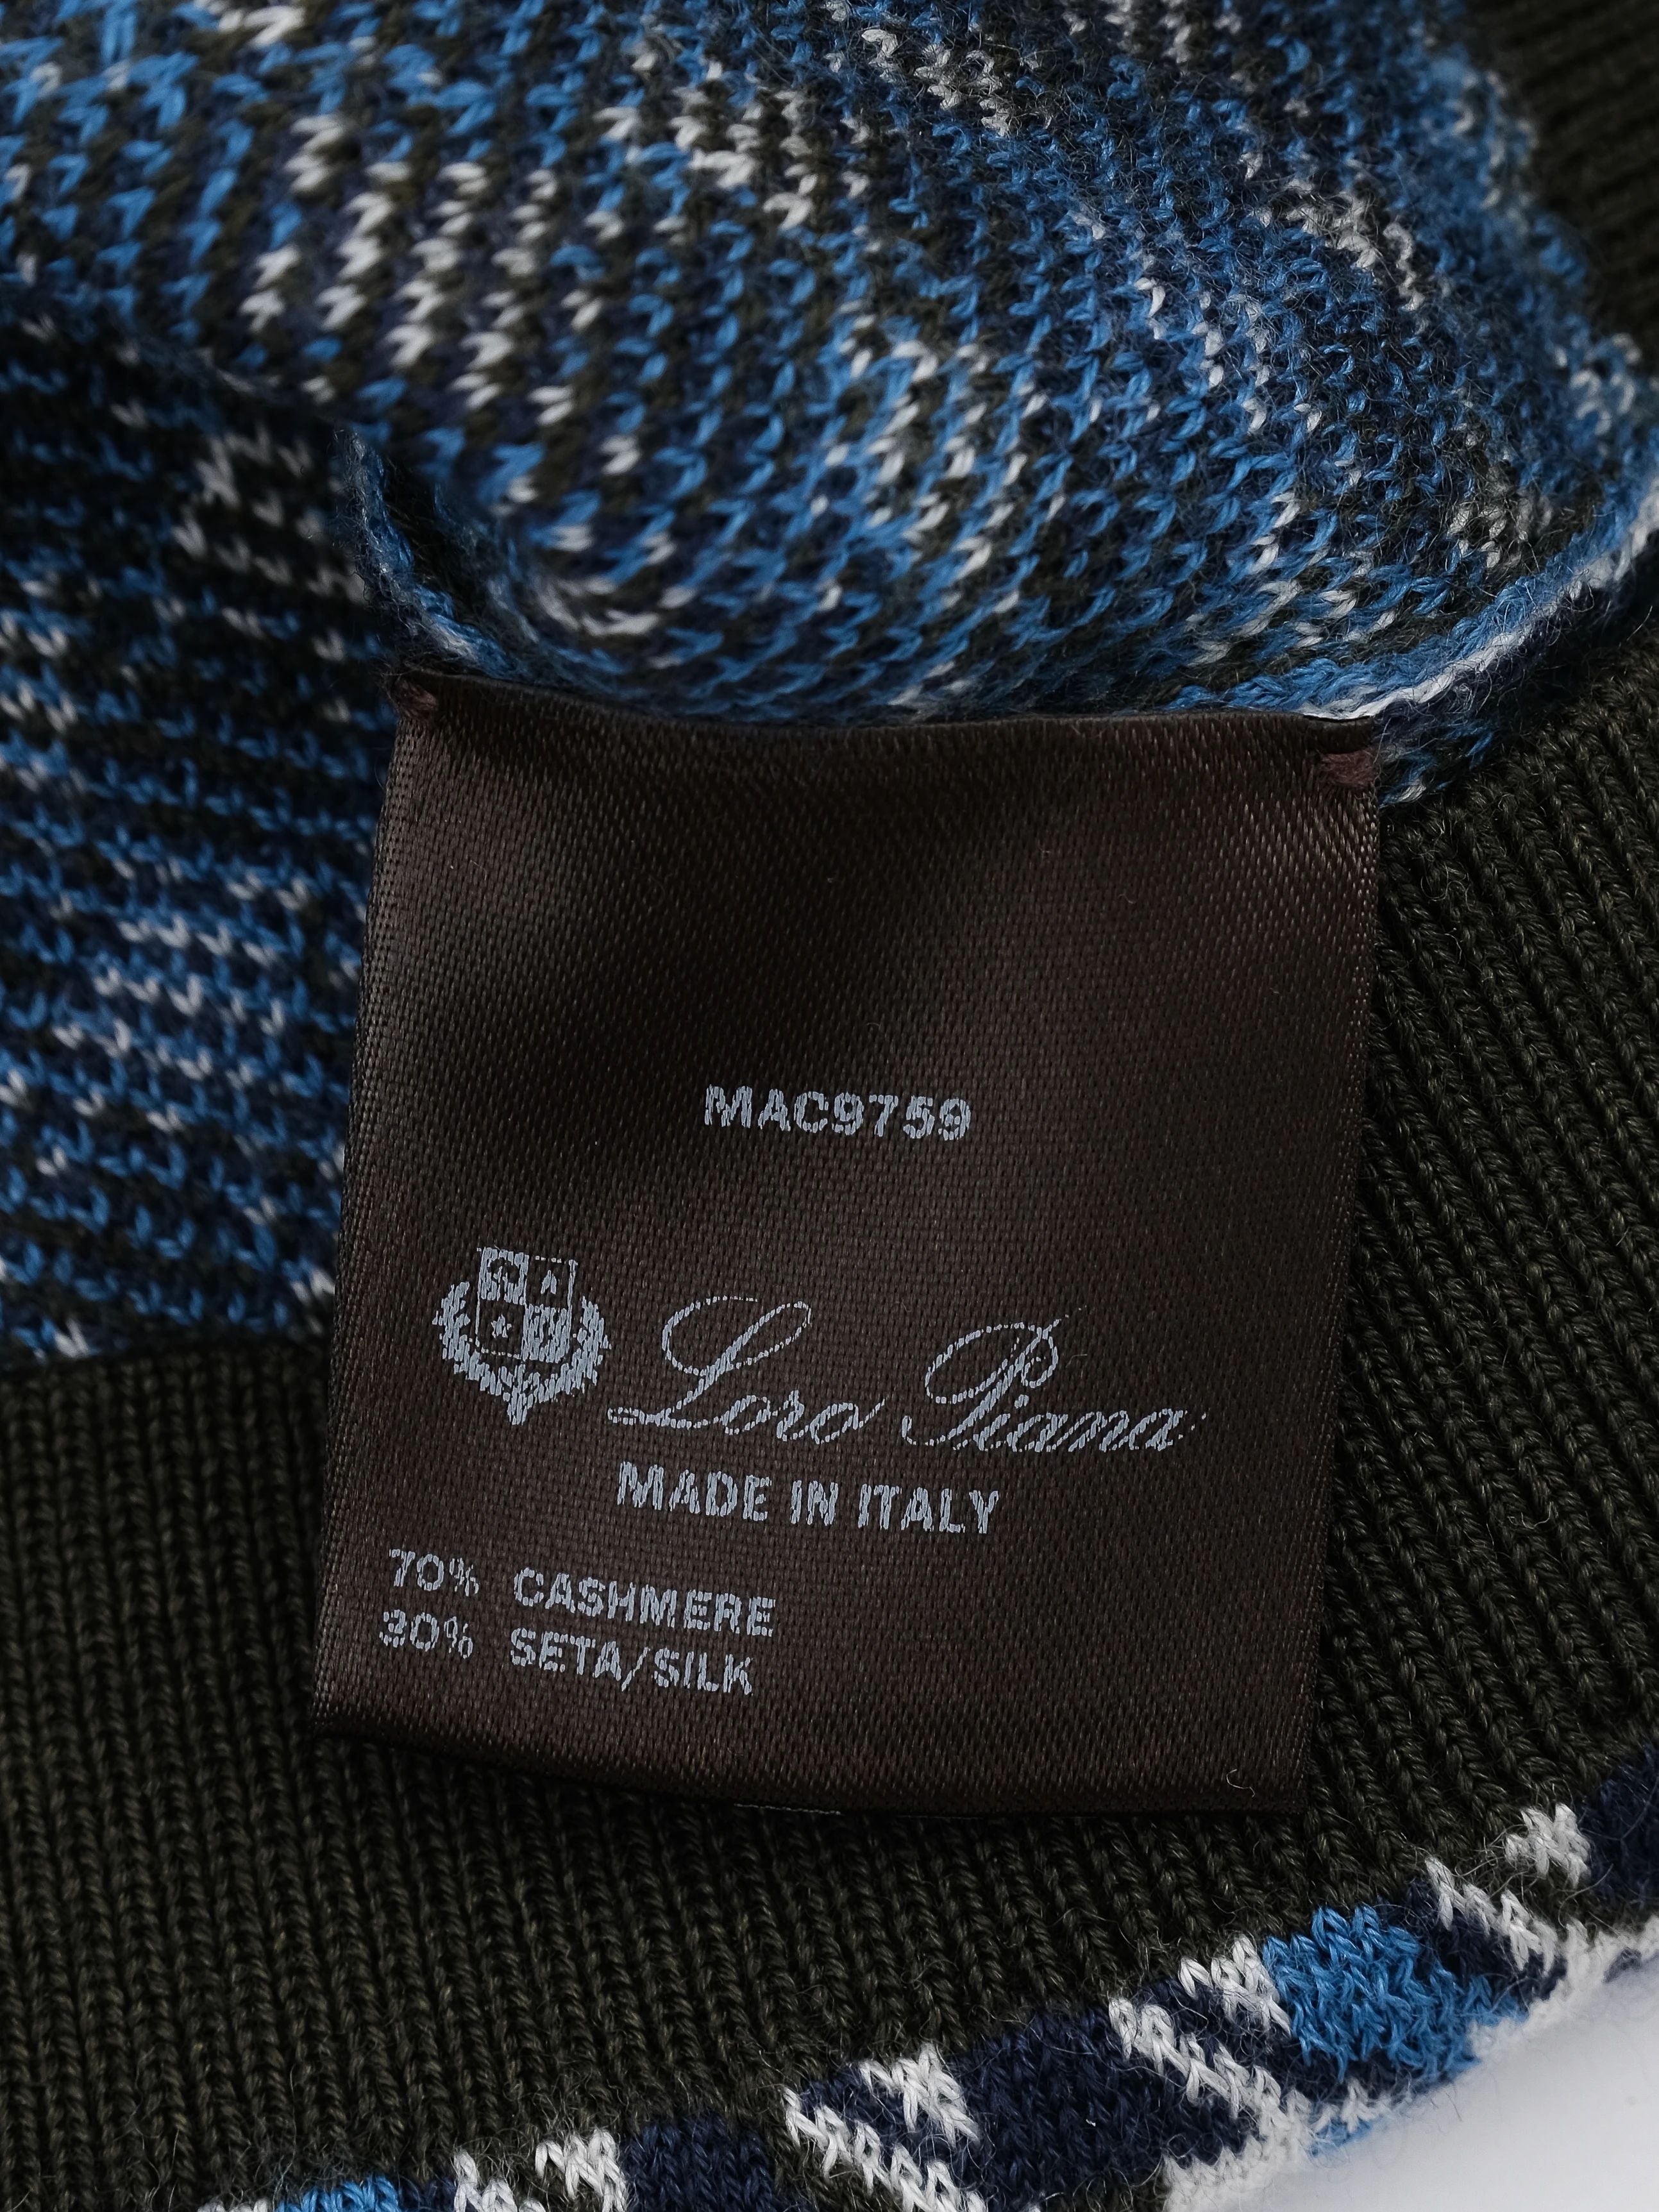 MAC9759
Loro Piana
MADE IN ITALY
70% CASHMERE
30% SETA/SILK